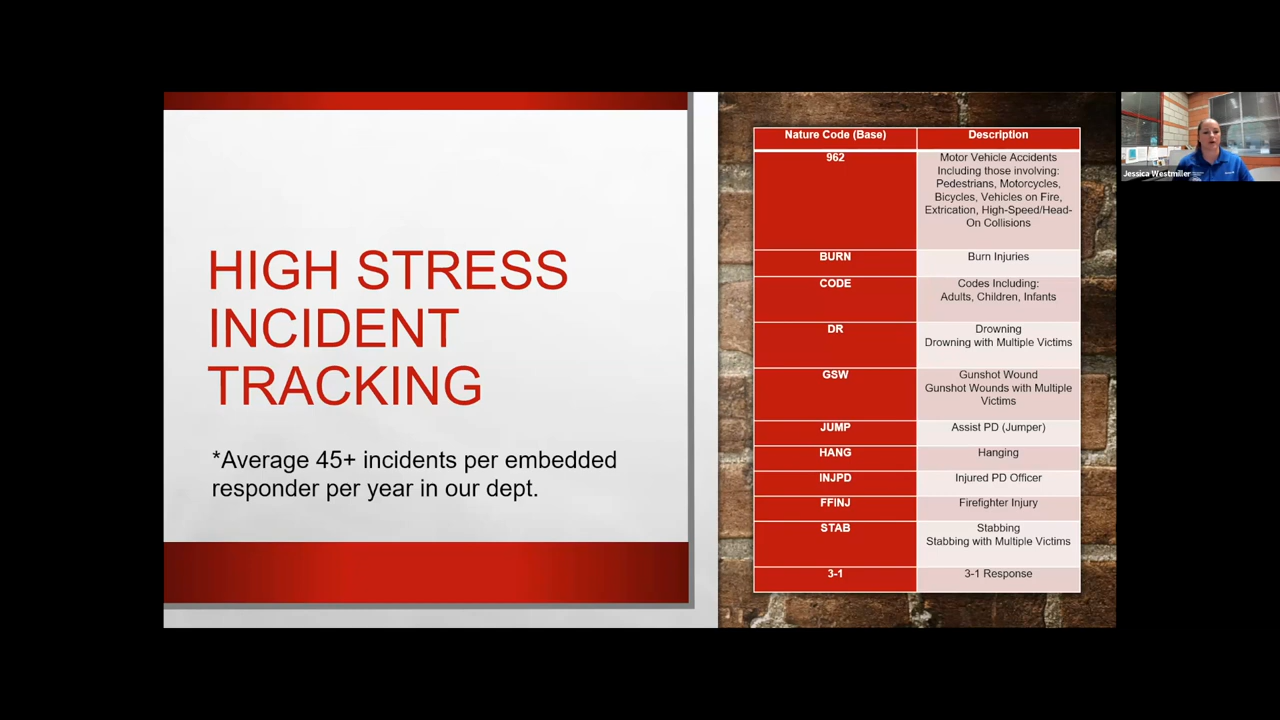 HIGH STRESS
INCIDENT
TRACKING
*Average 45+ incidents per embedded
responder per year in our dept.
Nature Code (Base) Description
962 Motor Vehicle Accidents
Including those involving:
Pedestrians, Motorcycles,
Bicycles, Vehicles on Fire,
Extrication, High-Speed/Head-
On Collisions
BURN Burn Injuries
CODE Codes Including:
Adults, Children, Infants
DR Drowning
Drowning with Multiple Victims
GSW Gunshot Wound
Gunshot Wounds with Multiple
Victims
JUMP Assist PD (Jumper)
HANG Hanging
INJPD Injured PD Officer
FFINJ Firefighter Injury
STAB Stabbing
Stabbing with Multiple Victims
3-1 3-1 Response
Jessica Westmiller